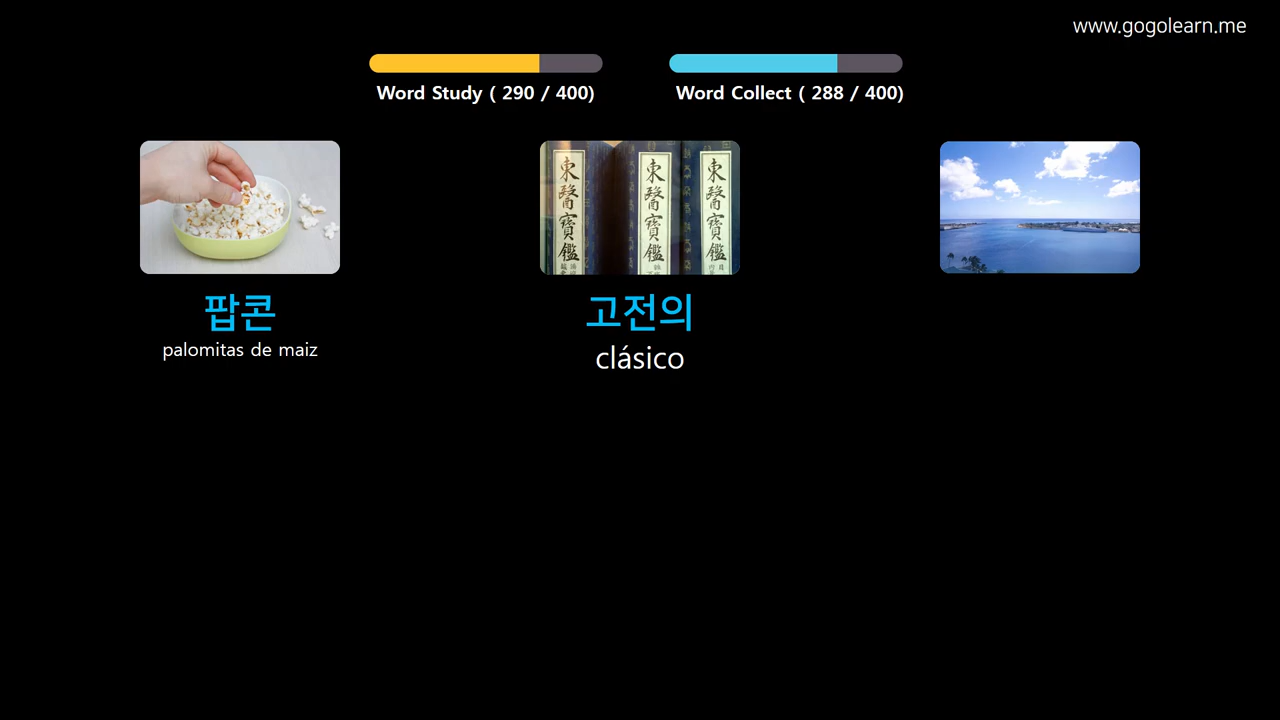 www.gogolearn.me
Word Study ( 290 / 400)
Word Collect ( 288 / 400)
東醫寶鑑
東醫寶鑑
東醫寶鑑
팝콘
palomitas de maiz
고전의
clásico